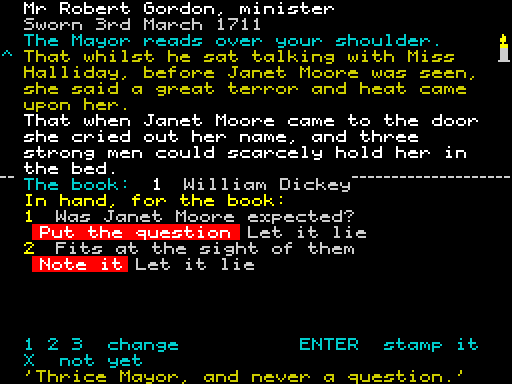 Mr Robert Gordon, minister
Sworn 3rd March 1711
The Mayor reads over your shoulder.
^ That whilst he sat talking with Miss
Halliday, before Janet Moore was seen,
she said a great terror and heat came
upon her.
That when Janet Moore came to the door
she cried out her name, and three
strong men could scarcely hold her in
the bed.
The book: 1 William Dickey
In hand, for the book:
1 Was Janet Moore expected?
Put the question Let it lie
2 Fits at the sight of them
Note it Let it lie
1 2 3 change ENTER stamp it
X not yet
'Thrice Mayor, and never a question.'